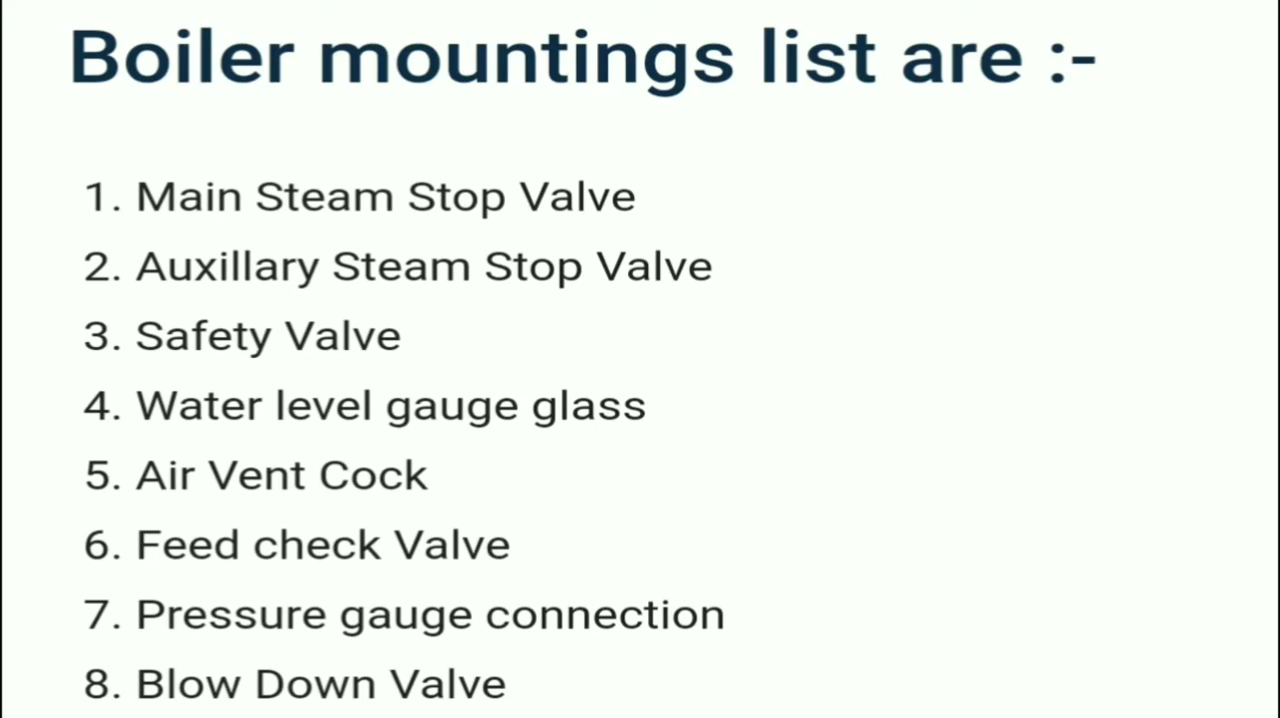 Boiler mountings list are :-
1. Main Steam Stop Valve
2. Auxillary Steam Stop Valve
3. Safety Valve
4. Water level gauge glass
5. Air Vent Cock
6. Feed check Valve
7. Pressure gauge connection
8. Blow Down Valve